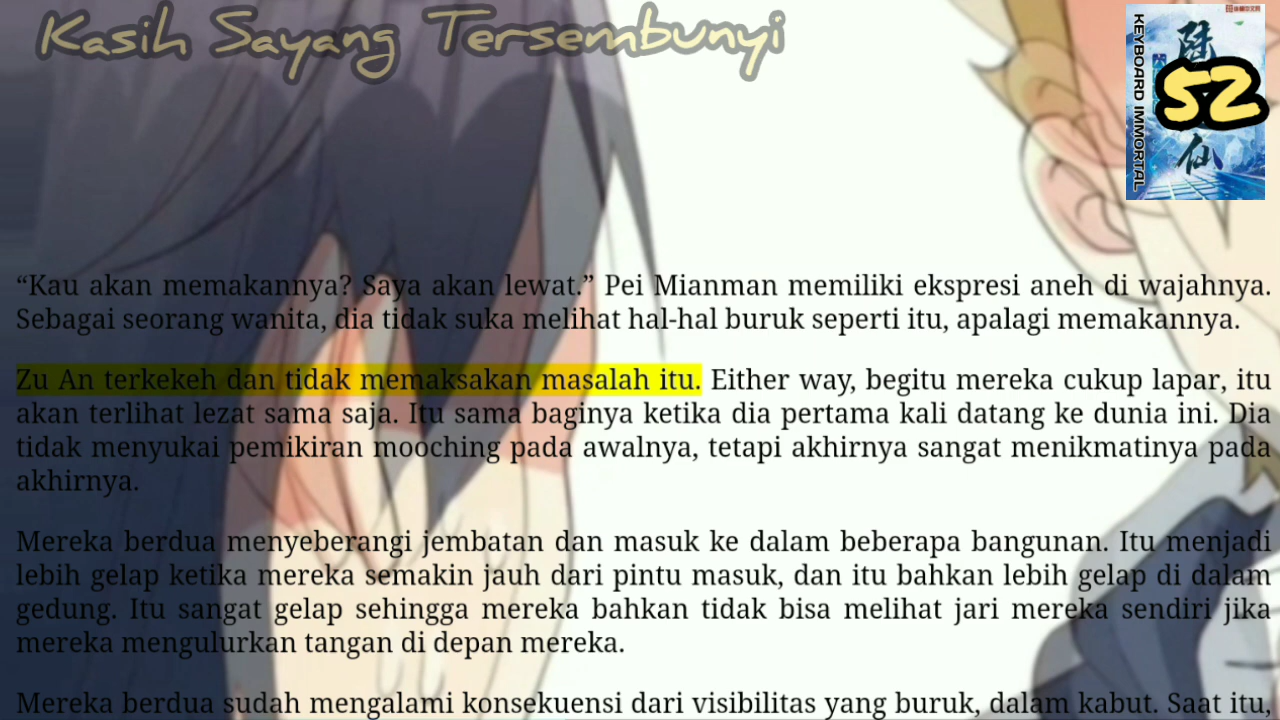 Kasih Sayang Tersembunyi
KEYBOARD IMMORTAL
陆
仙
52
“Kau akan memakannya? Saya akan lewat.” Pei Mianman memiliki ekspresi aneh di wajahnya.
Sebagai seorang wanita, dia tidak suka melihat hal-hal buruk seperti itu, apalagi memakannya.
Zu An terkekeh dan tidak memaksakan masalah itu. Either way, begitu mereka cukup lapar, itu
akan terlihat lezat sama saja. Itu sama baginya ketika dia pertama kali datang ke dunia ini. Dia
tidak menyukai pemikiran mooching pada awalnya, tetapi akhirnya sangat menikmatinya pada
akhirnya.
Mereka berdua menyeberangi jembatan dan masuk ke dalam beberapa bangunan. Itu menjadi
lebih gelap ketika mereka semakin jauh dari pintu masuk, dan itu bahkan lebih gelap di dalam
gedung. Itu sangat gelap sehingga mereka bahkan tidak bisa melihat jari mereka sendiri jika
mereka mengulurkan tangan di depan mereka.
Mereka berdua sudah mengalami konsekuensi dari visibilitas yang buruk, dalam kabut. Saat itu,